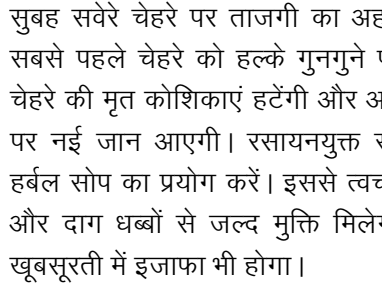 सुबह सवेरे चेहरे पर ताजगी का
सबसे पहले चेहरे को हल्के गुनगुने
चेहरे की मृत कोशिकाएं हटेंगी और
पर नई जान आएगी। रसायनयुक्त
हर्बल सोप का प्रयोग करें। इससे
और दाग धब्बों से जल्द मुक्ति
खूबसूरती में इजाफा भी होगा।